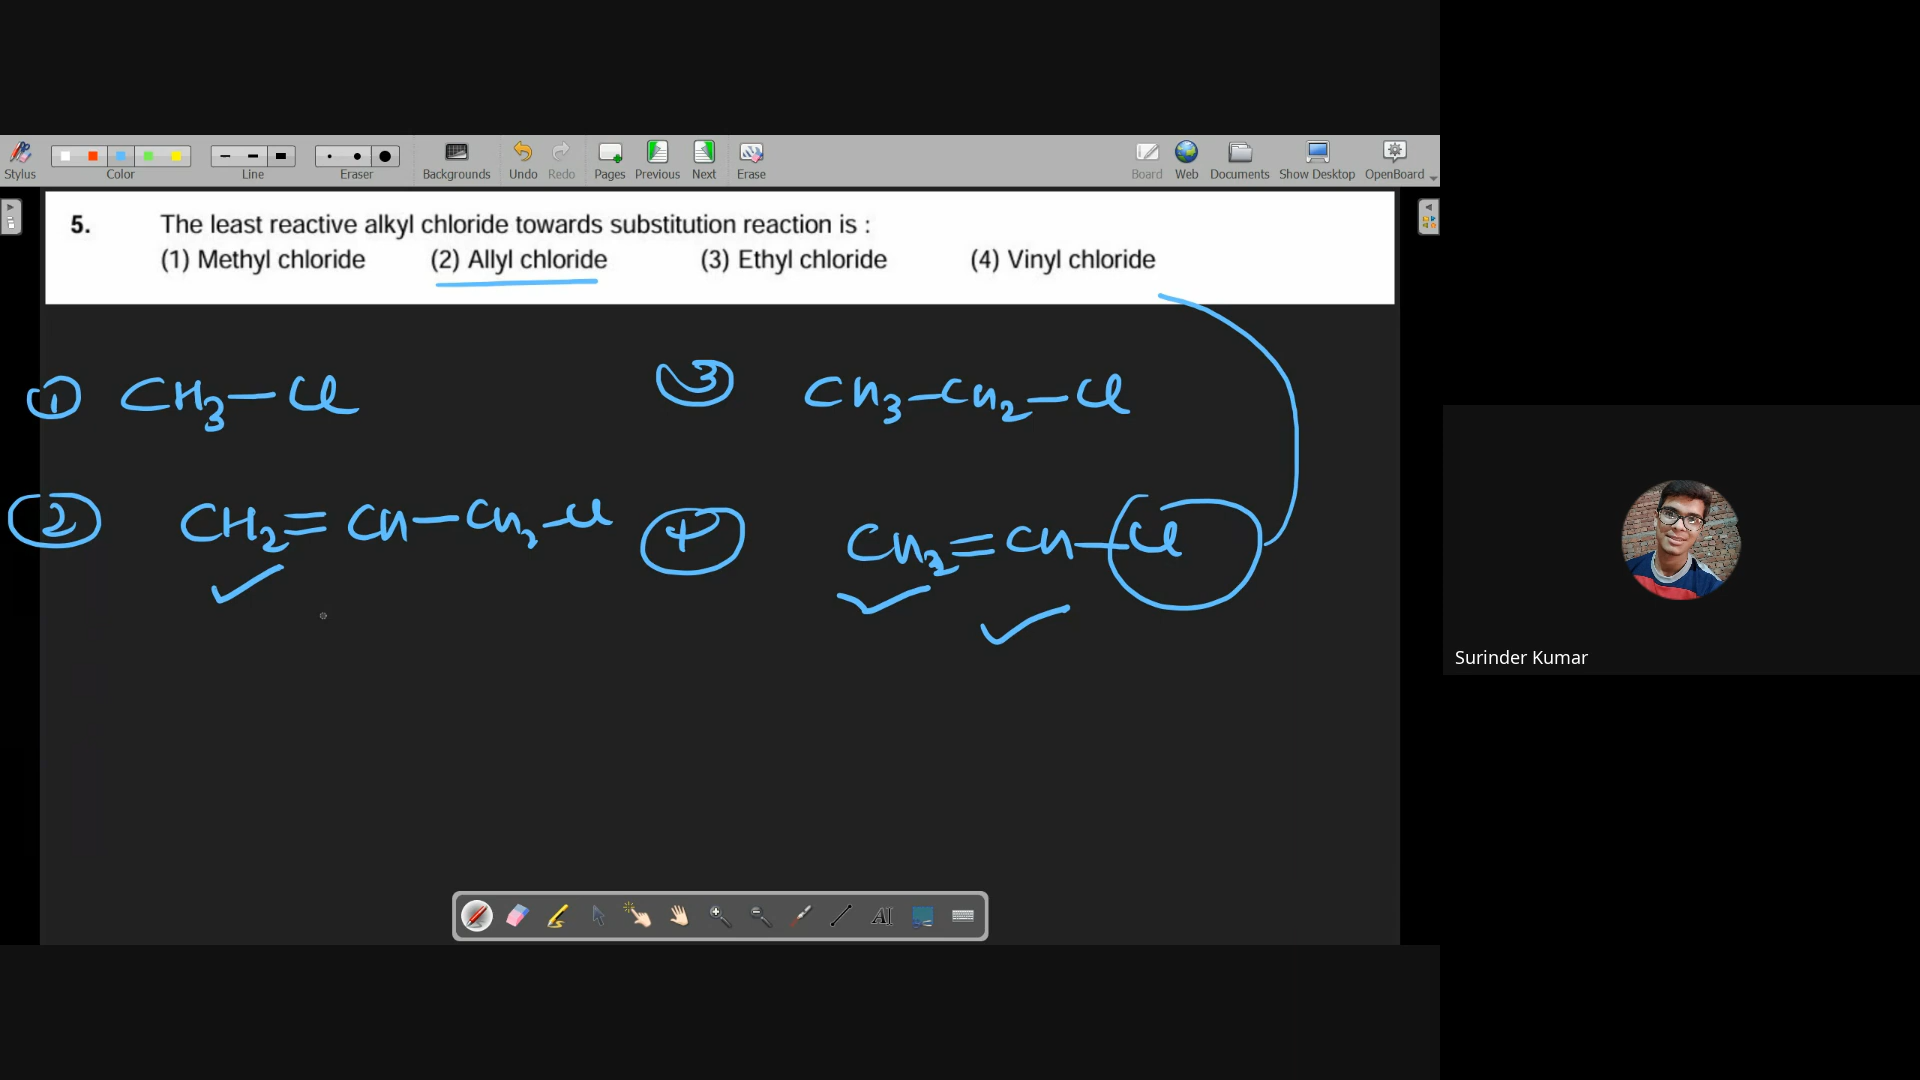 Stylus Color Line Eraser Backgrounds Undo Redo Pages Previous Next Erase Board Web Documents Show Desktop OpenBoard
5. The least reactive alkyl chloride towards substitution reaction is :
(1) Methyl chloride (2) Allyl chloride (3) Ethyl chloride (4) Vinyl chloride
① CH3-Cl
③ CH3-CH2-Cl
② CH2=CH-CH2-Cl
④ CH2=CH-Cl
AI
Surinder Kumar